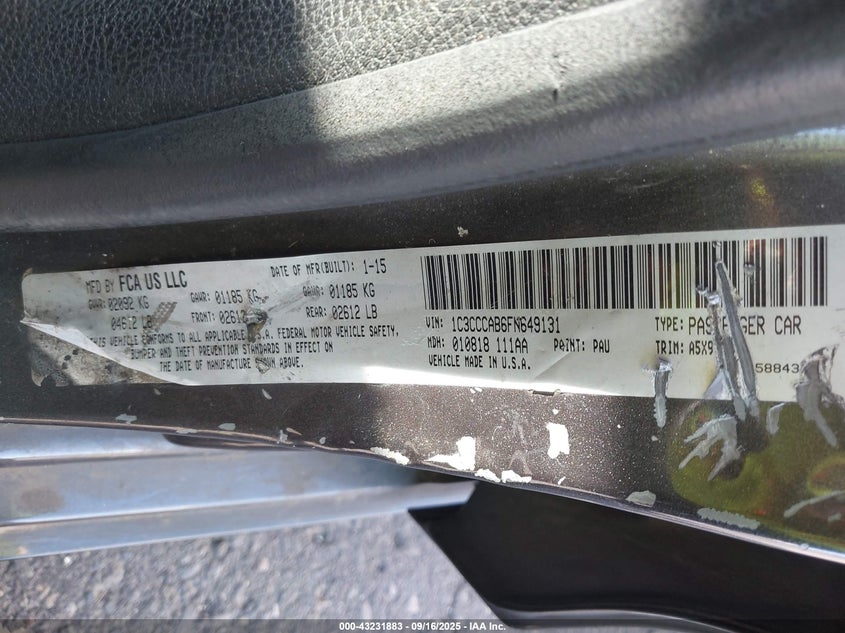 MFD BY FCA US LLC DATE OF MFR(BUILT): 1-15
GVWR: 02092 KG GAWR: 01185 KG GAWR: 01185 KG
04612 LB FRONT: 02612 REAR: 02612 LB
THIS VEHICLE CONFORMS TO ALL APPLICABLE U.S.A. FEDERAL MOTOR VEHICLE SAFETY,
BUMPER AND THEFT PREVENTION STANDARDS IN EFFECT ON
THE DATE OF MANUFACTURE SHOWN ABOVE.
VIN: 1C3CCCAB6FN649131 TYPE: PASSENGER CAR
MDH: 010818 111AA PAINT: PAU TRIM: A5X9
VEHICLE MADE IN U.S.A.
000-43231883 - 09/16/2025 - IAA Inc.